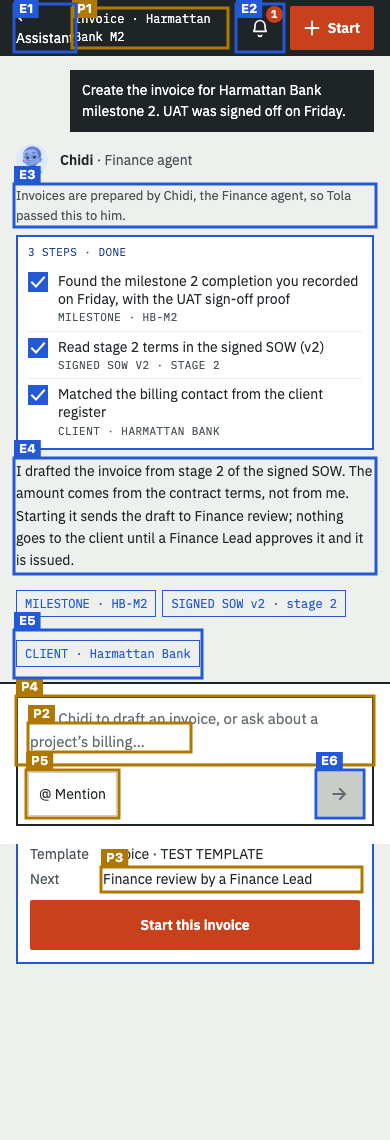 E1
P1
E2
Assistant
Invoice · Harmattan
Bank M2
1
Start
Create the invoice for Harmattan Bank
milestone 2. UAT was signed off on Friday.
Chidi · Finance agent
E3
Invoices are prepared by Chidi, the Finance agent, so Tola
passed this to him.
3 STEPS · DONE
Found the milestone 2 completion you recorded
on Friday, with the UAT sign-off proof
MILESTONE · HB-M2
Read stage 2 terms in the signed SOW (v2)
SIGNED SOW V2 · STAGE 2
Matched the billing contact from the client
register
CLIENT · HARMATTAN BANK
E4
I drafted the invoice from stage 2 of the signed SOW. The
amount comes from the contract terms, not from me.
Starting it sends the draft to Finance review; nothing
goes to the client until a Finance Lead approves it and it
is issued.
MILESTONE · HB-M2
SIGNED SOW v2 · stage 2
E5
CLIENT · Harmattan Bank
P4
P2
Chidi to draft an invoice, or ask about a
project's billing...
P5
E6
@ Mention
Template
P3
oice · TEST TEMPLATE
Next
Finance review by a Finance Lead
Start this invoice